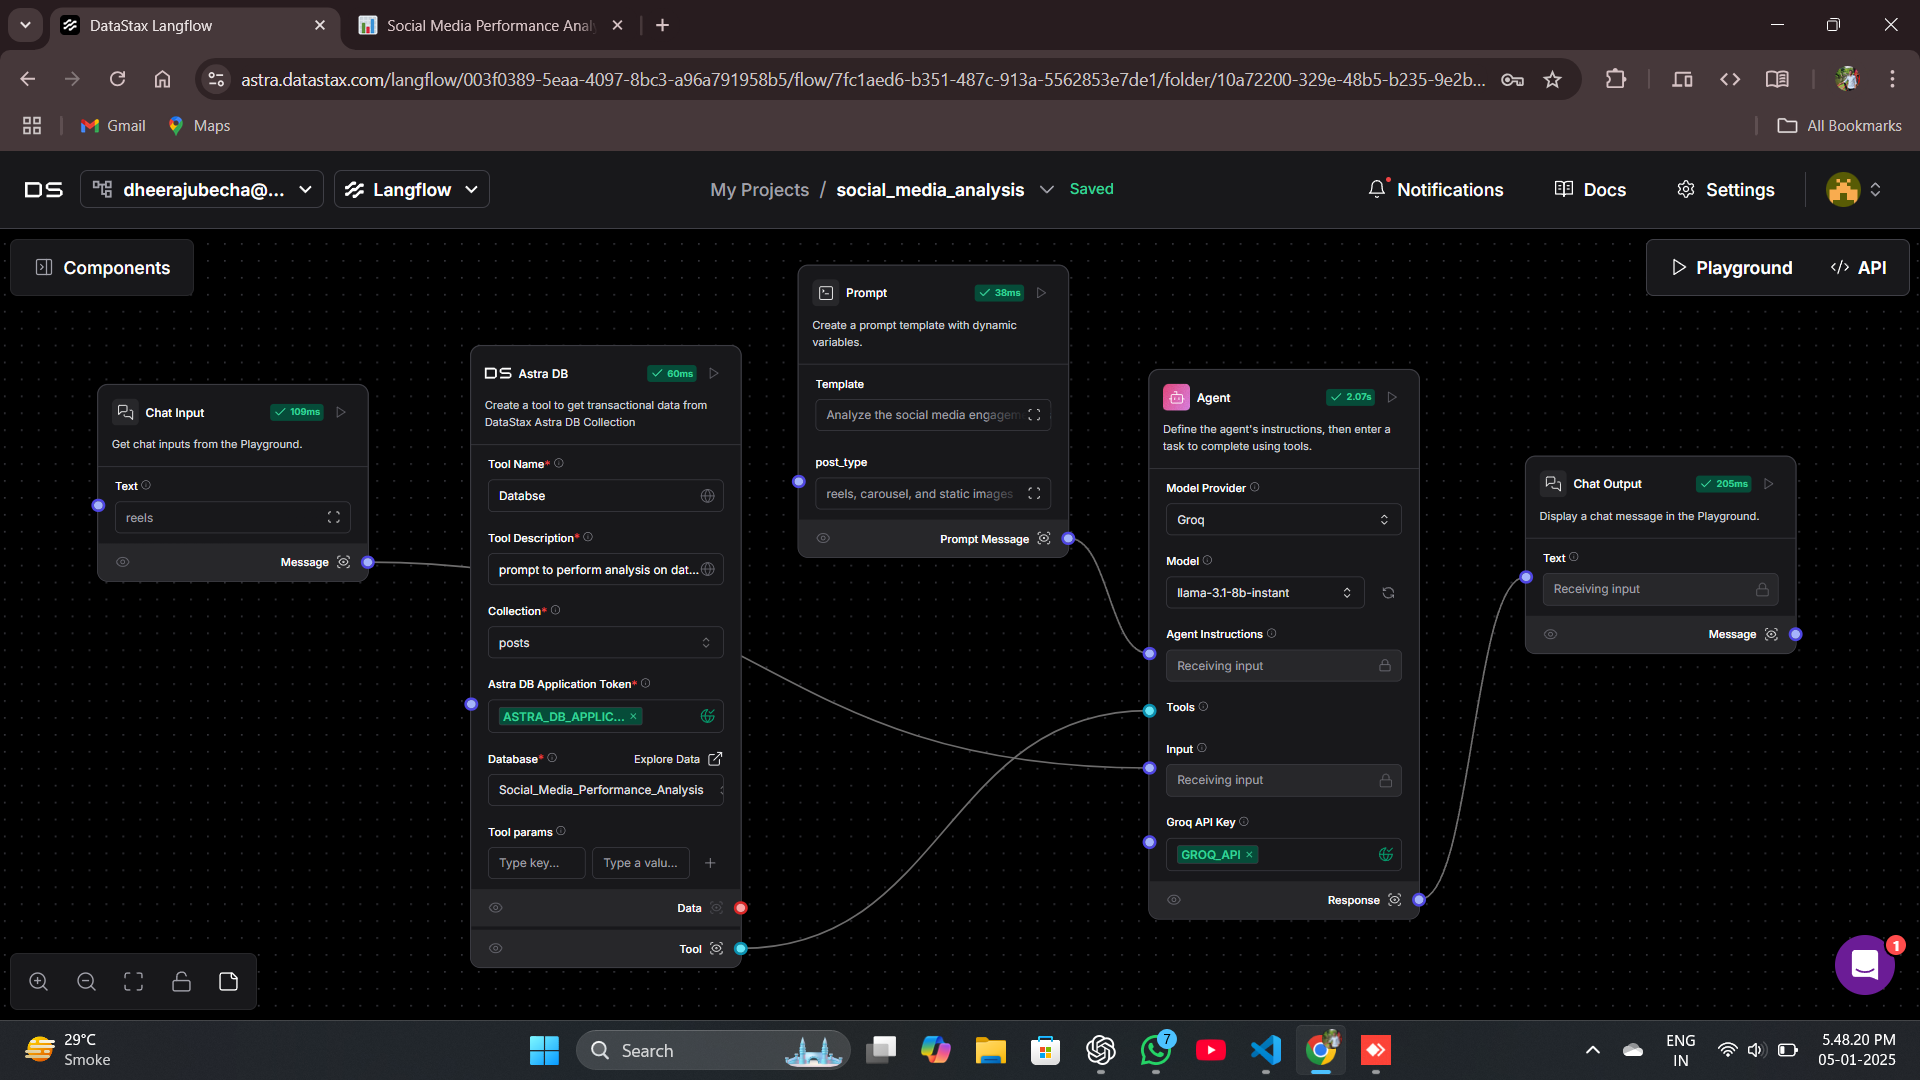 DataStax Langflow
Social Media Performance Anal
astra.datastax.com/langflow/003f0389-5eaa-4097-8bc3-a96a791958b5/flow/7fc1aed6-b351-487c-913a-5562853e7de1/folder/10a72200-329e-48b5-b235-9e2b...
Gmail
Maps
All Bookmarks
DS
dheerajubecha@...
Langflow
My Projects / social_media_analysis
Saved
Notifications
Docs
Settings
Components
Playground
API
Chat Input
109ms
Get chat inputs from the Playground.
Text
reels
Message
DS Astra DB
60ms
Create a tool to get transactional data from
DataStax Astra DB Collection
Tool Name*
Databse
Tool Description*
prompt to perform analysis on dat...
Collection*
posts
Astra DB Application Token*
ASTRA_DB_APPLIC... ×
Database*
Explore Data
Social_Media_Performance_Analysis
Tool params
Type key...
Type a valu...
Data
Tool
Prompt
38ms
Create a prompt template with dynamic
variables.
Template
Analyze the social media engagem
post_type
reels, carousel, and static images
Prompt Message
Agent
2.07s
Define the agent's instructions, then enter a
task to complete using tools.
Model Provider
Groq
Model
llama-3.1-8b-instant
Agent Instructions
Receiving input
Tools
Input
Receiving input
Groq API Key
GROQ_API ×
Response
Chat Output
205ms
Display a chat message in the Playground.
Text
Receiving input
Message
1
29°C
Smoke
Search
7
ENG
IN
5.48.20 PM
05-01-2025